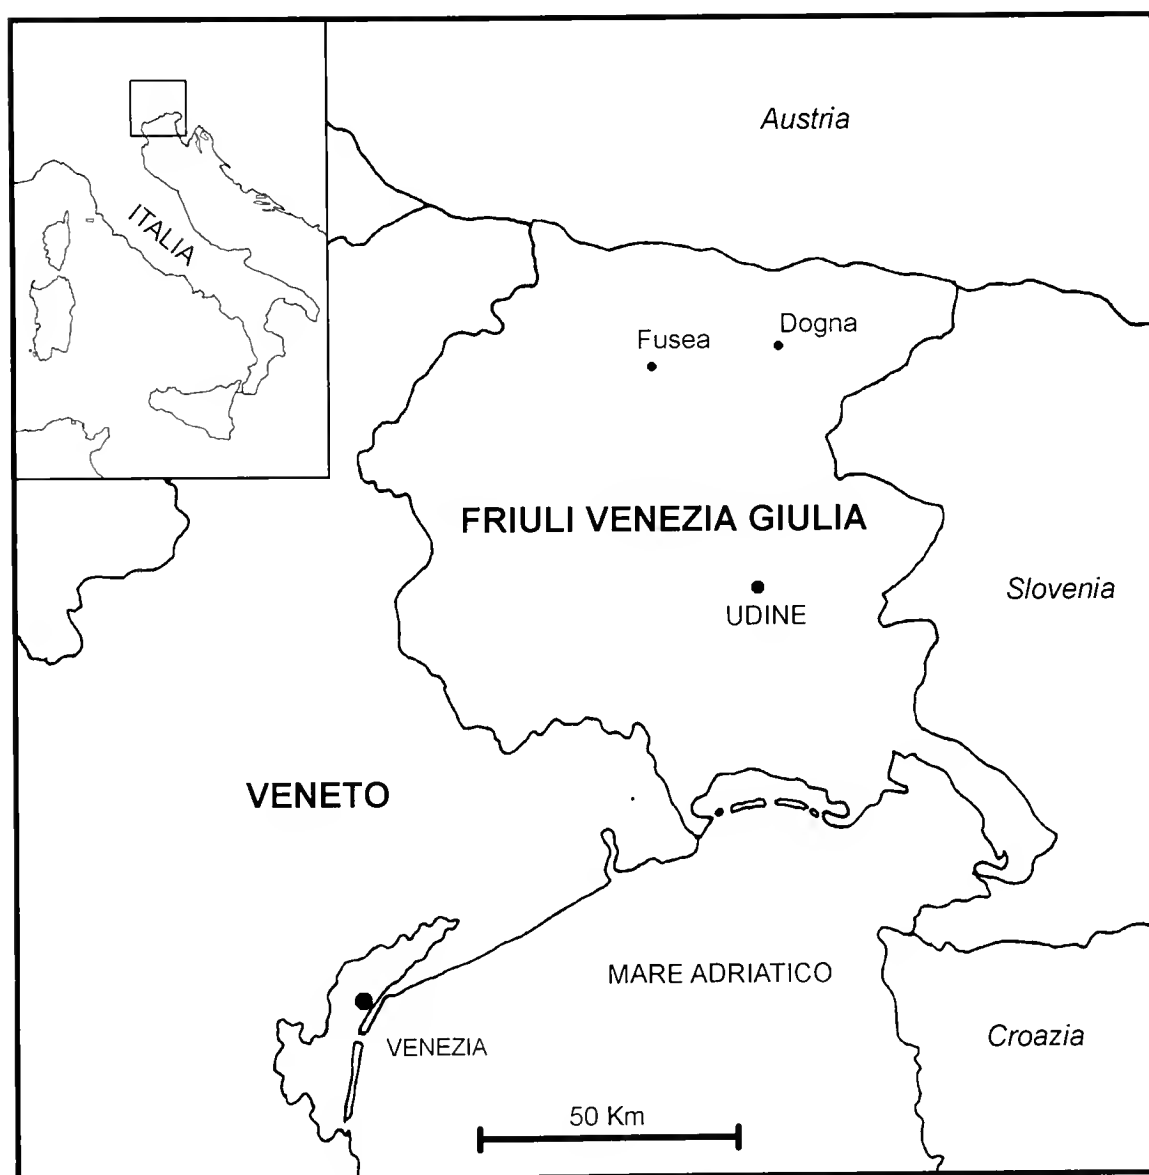 Austria
ITALIA
Dogna
Fusea
FRIULI VENEZIA GIULIA
Slovenia
UDINE
VENETO
MARE ADRIATICO
Croazia
VENEZIA
50 Km